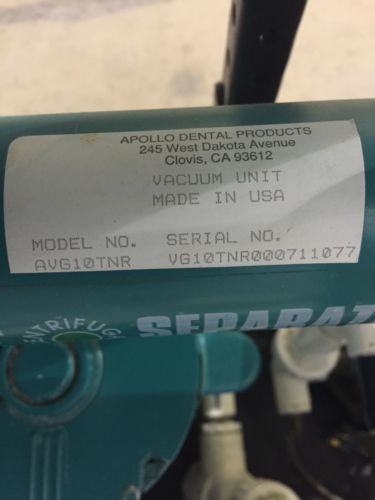 APOLLO DENTAL PRODUCTS
245 West Dakota Avenue
Clovis, CA 93612
VACUUM UNIT
MADE IN USA
MODEL NO. SERIAL NO.
AVG10TNR VG10TNR000711077